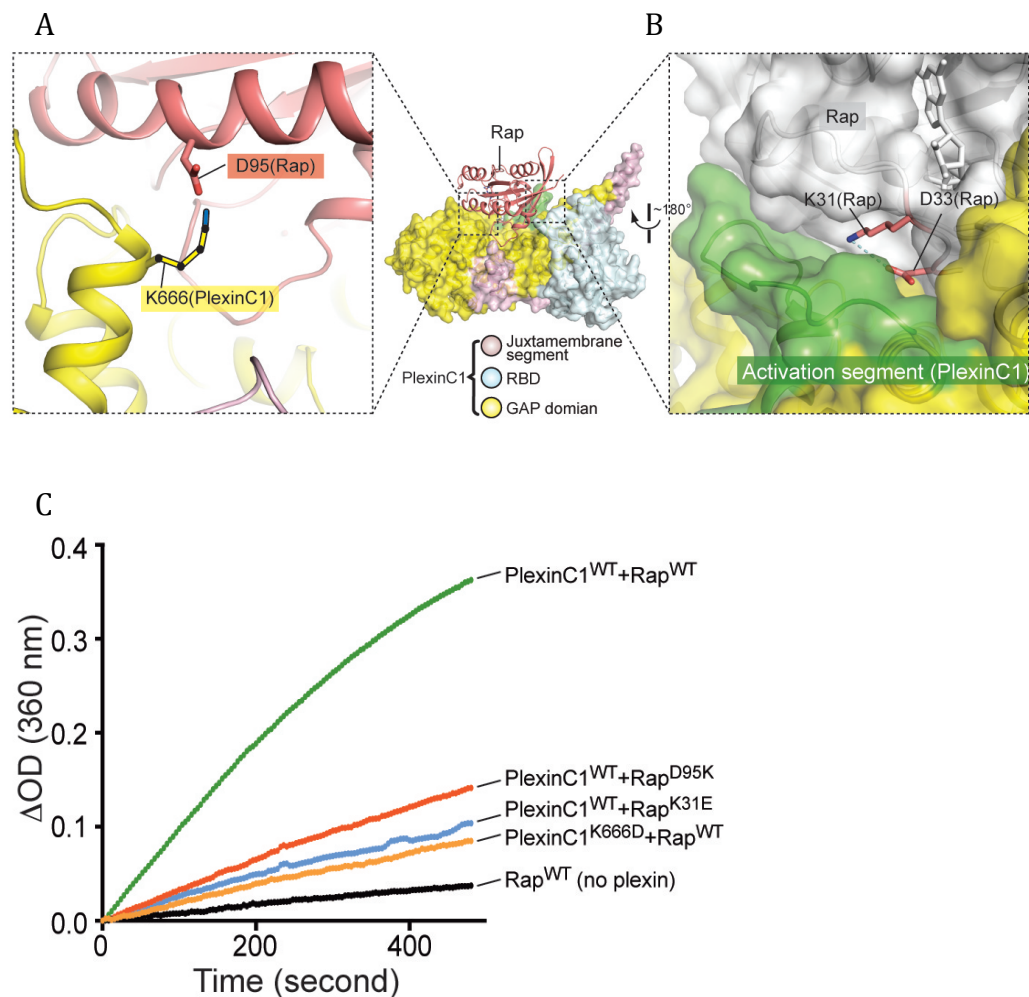 A
B
D95(Rap)
K666(PlexinC1)
Rap
~180°
PlexinC1
Juxtamembrane
segment
RBD
GAP domian
Rap
K31(Rap)
D33(Rap)
Activation segment (PlexinC1)
C
ΔOD (360 nm)
0.4
0.3
0.2
0.1
0.0
0
200
400
Time (second)
PlexinC1WT+RapWT
PlexinC1WT+RapD95K
PlexinC1WT+RapK31E
PlexinC1K666D+RapWT
RapWT (no plexin)